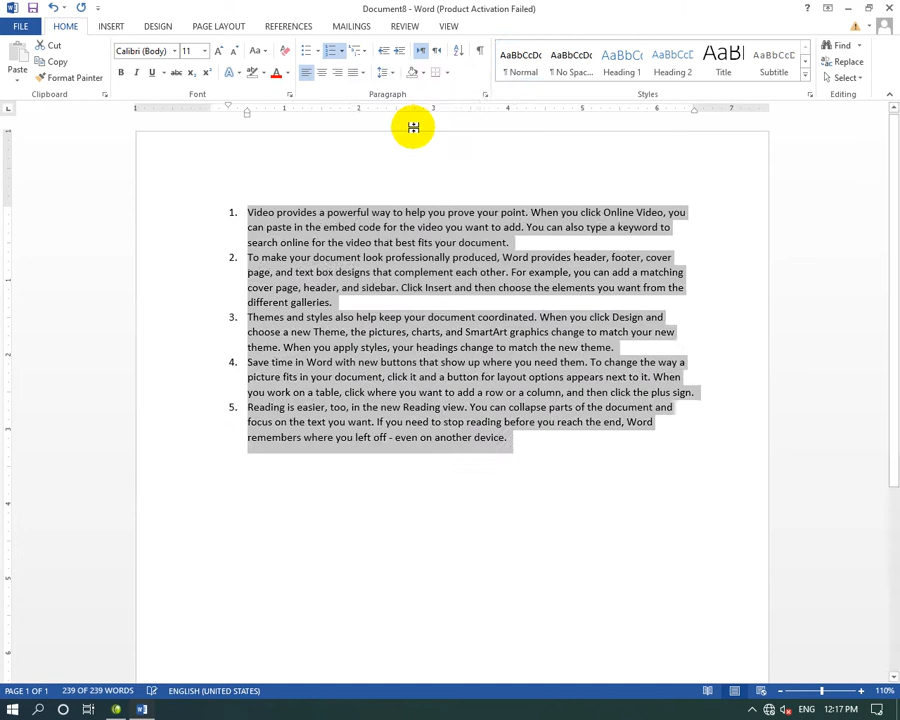 Document8 - Word (Product Activation Failed)
FILE HOME INSERT DESIGN PAGE LAYOUT REFERENCES MAILINGS REVIEW VIEW
Paste
Cut
Copy
Format Painter
Clipboard
Calibri (Body) 11
Font
Paragraph
AaBbCcDc AaBbCcDc AaBbCc AaBbCcD AaBl AaBbCcD
¶ Normal ¶ No Spac... Heading 1 Heading 2 Title Subtitle
Styles
Find
Replace
Select
Editing
1 1 2 3 4 5 6 7
1. Video provides a powerful way to help you prove your point. When you click Online Video, you
can paste in the embed code for the video you want to add. You can also type a keyword to
search online for the video that best fits your document.
2. To make your document look professionally produced, Word provides header, footer, cover
page, and text box designs that complement each other. For example, you can add a matching
cover page, header, and sidebar. Click Insert and then choose the elements you want from the
different galleries.
3. Themes and styles also help keep your document coordinated. When you click Design and
choose a new Theme, the pictures, charts, and SmartArt graphics change to match your new
theme. When you apply styles, your headings change to match the new theme.
4. Save time in Word with new buttons that show up where you need them. To change the way a
picture fits in your document, click it and a button for layout options appears next to it. When
you work on a table, click where you want to add a row or a column, and then click the plus sign.
5. Reading is easier, too, in the new Reading view. You can collapse parts of the document and
focus on the text you want. If you need to stop reading before you reach the end, Word
remembers where you left off - even on another device.
PAGE 1 OF 1 239 OF 239 WORDS ENGLISH (UNITED STATES) 110%
ENG 12:17 PM